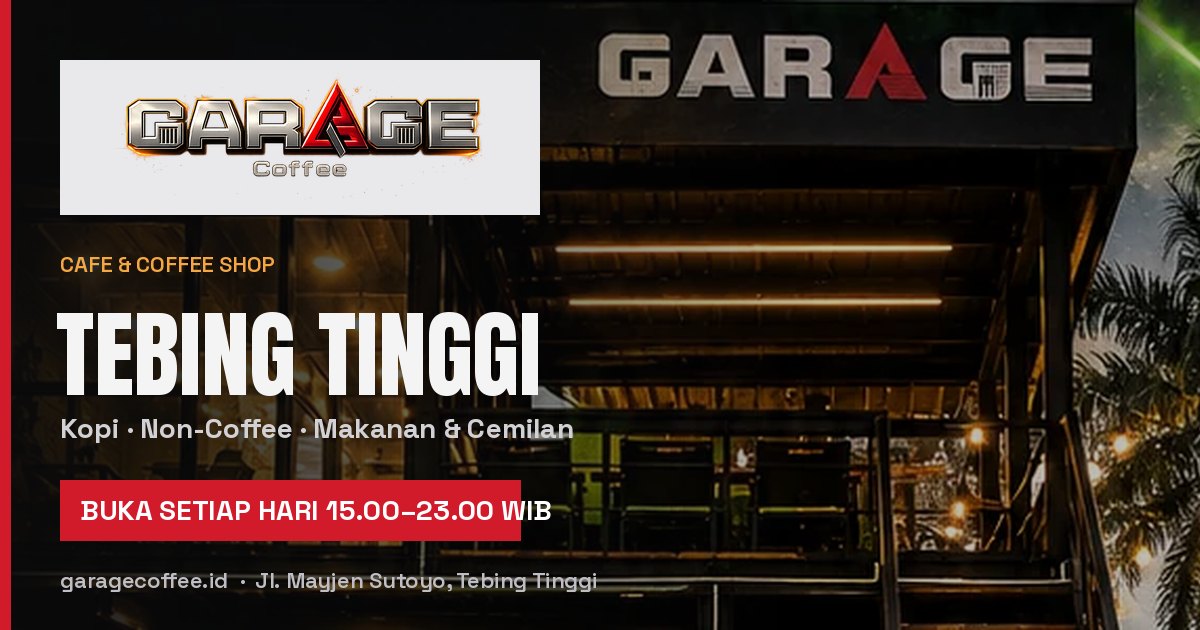 GARAGE
GARAGE
Coffee
CAFE & COFFEE SHOP
TEBING TINGGI
Kopi · Non-Coffee · Makanan & Cemilan
BUKA SETIAP HARI 15.00–23.00 WIB
garagecoffee.id · Jl. Mayjen Sutoyo, Tebing Tinggi